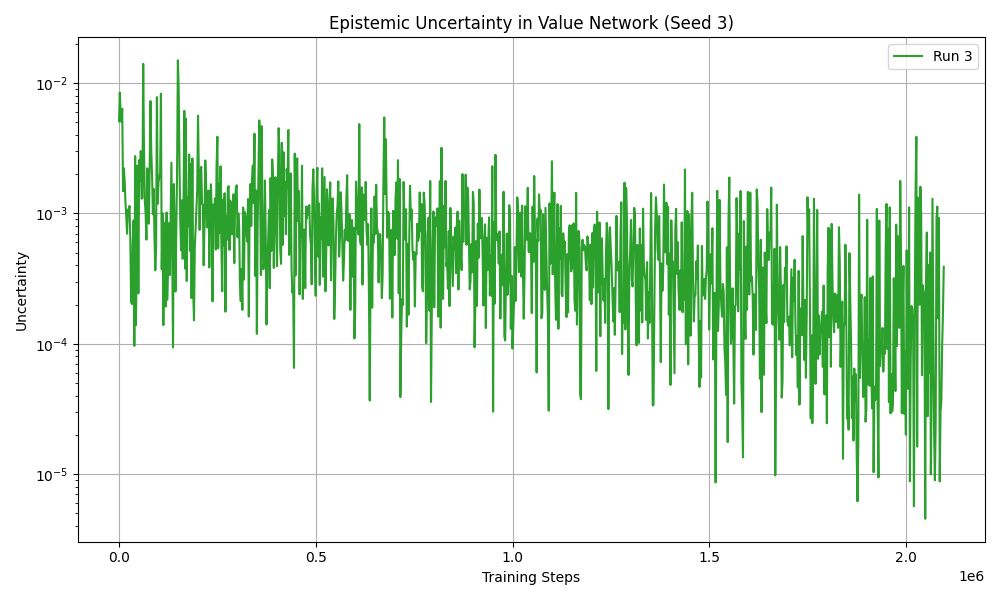 Epistemic Uncertainty in Value Network (Seed 3)
Run 3
Uncertainty
10⁻²
10⁻³
10⁻⁴
10⁻⁵
0.0 0.5 1.0 1.5 2.0
1e6
Training Steps